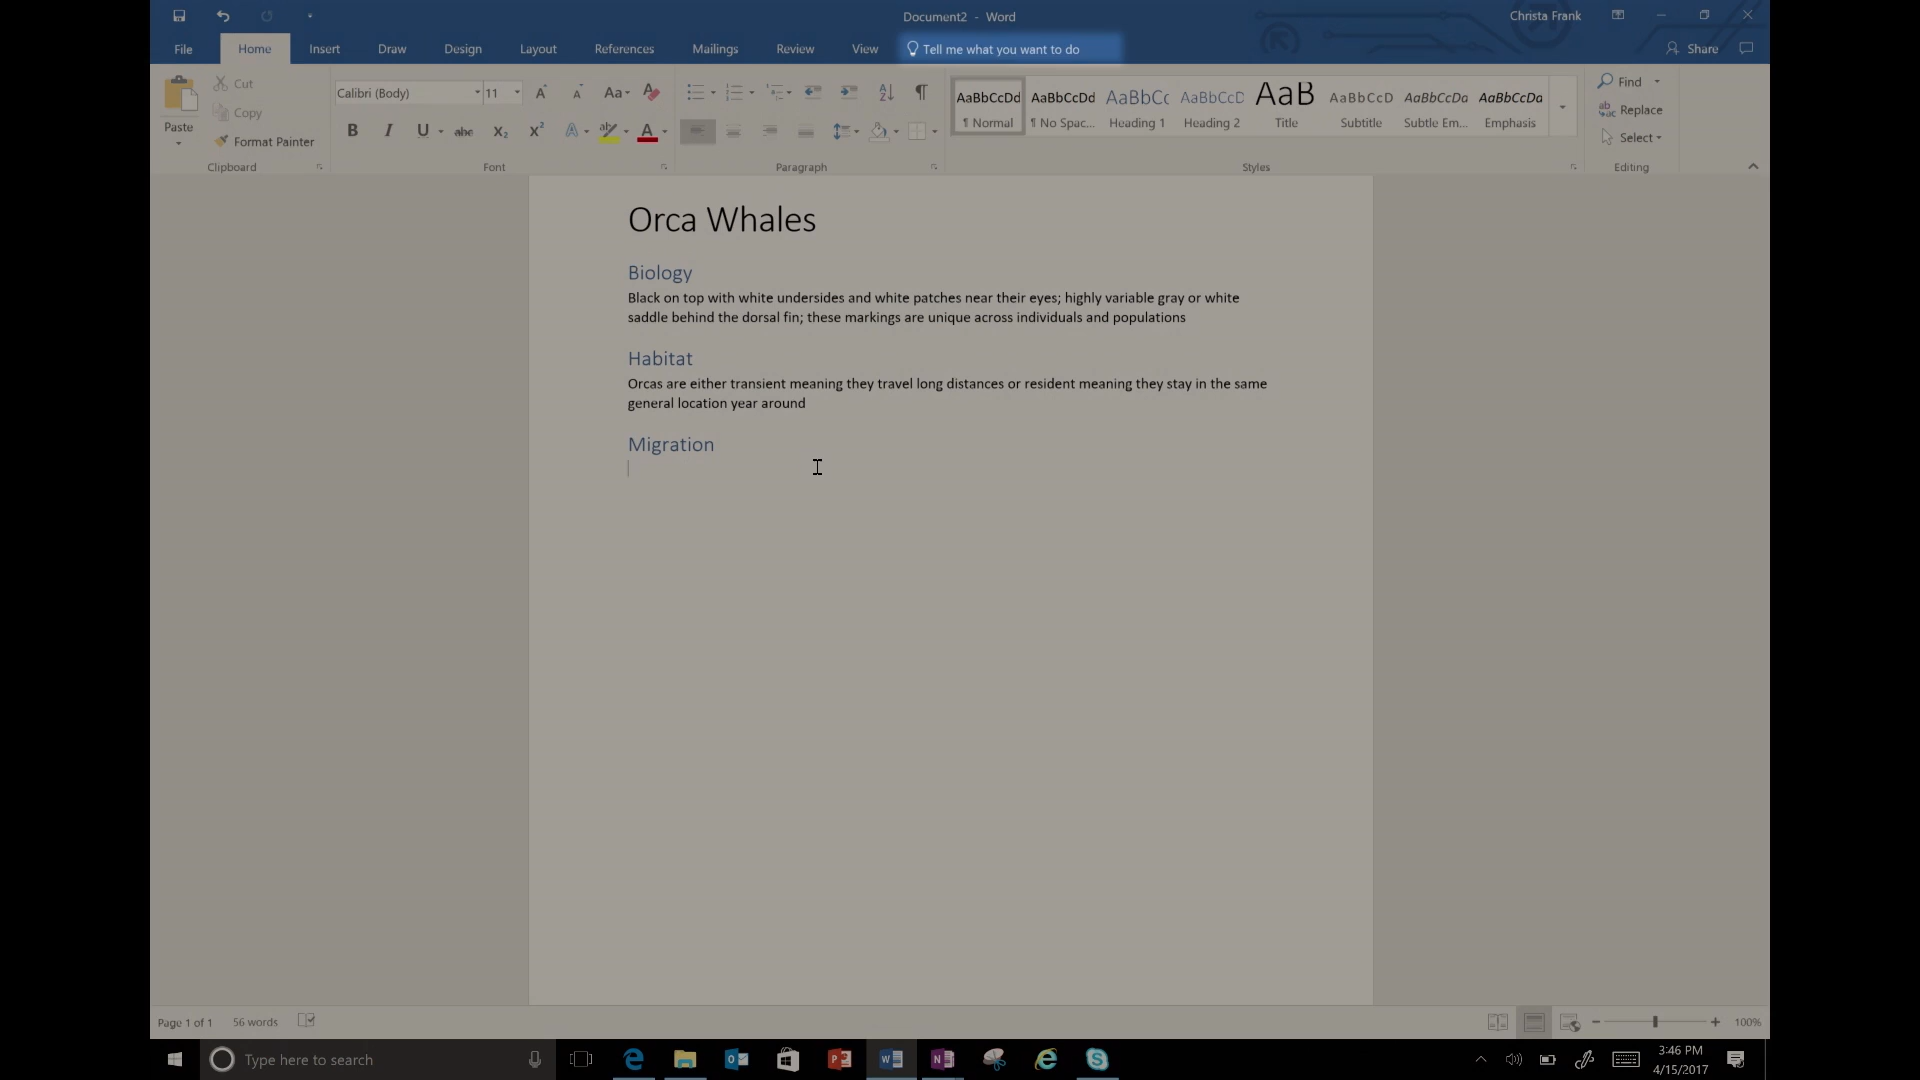 Document2 - Word
Christa Frank
File Home Insert Draw Design Layout References Mailings Review View Tell me what you want to do Share
Paste
Cut
Copy
Format Painter
Clipboard
Calibri (Body) 11
Font
Paragraph
AaBbCcDd AaBbCcDd AaBbCc AaBbCcD AaB AaBbCcD AaBbCcDa AaBbCcDa
¶ Normal ¶ No Spac... Heading 1 Heading 2 Title Subtitle Subtle Em... Emphasis
Styles
Find
Replace
Select
Editing
Orca Whales
Biology
Black on top with white undersides and white patches near their eyes; highly variable gray or white
saddle behind the dorsal fin; these markings are unique across individuals and populations
Habitat
Orcas are either transient meaning they travel long distances or resident meaning they stay in the same
general location year around
Migration
Page 1 of 1 56 words
100%
Type here to search
3:46 PM
4/15/2017